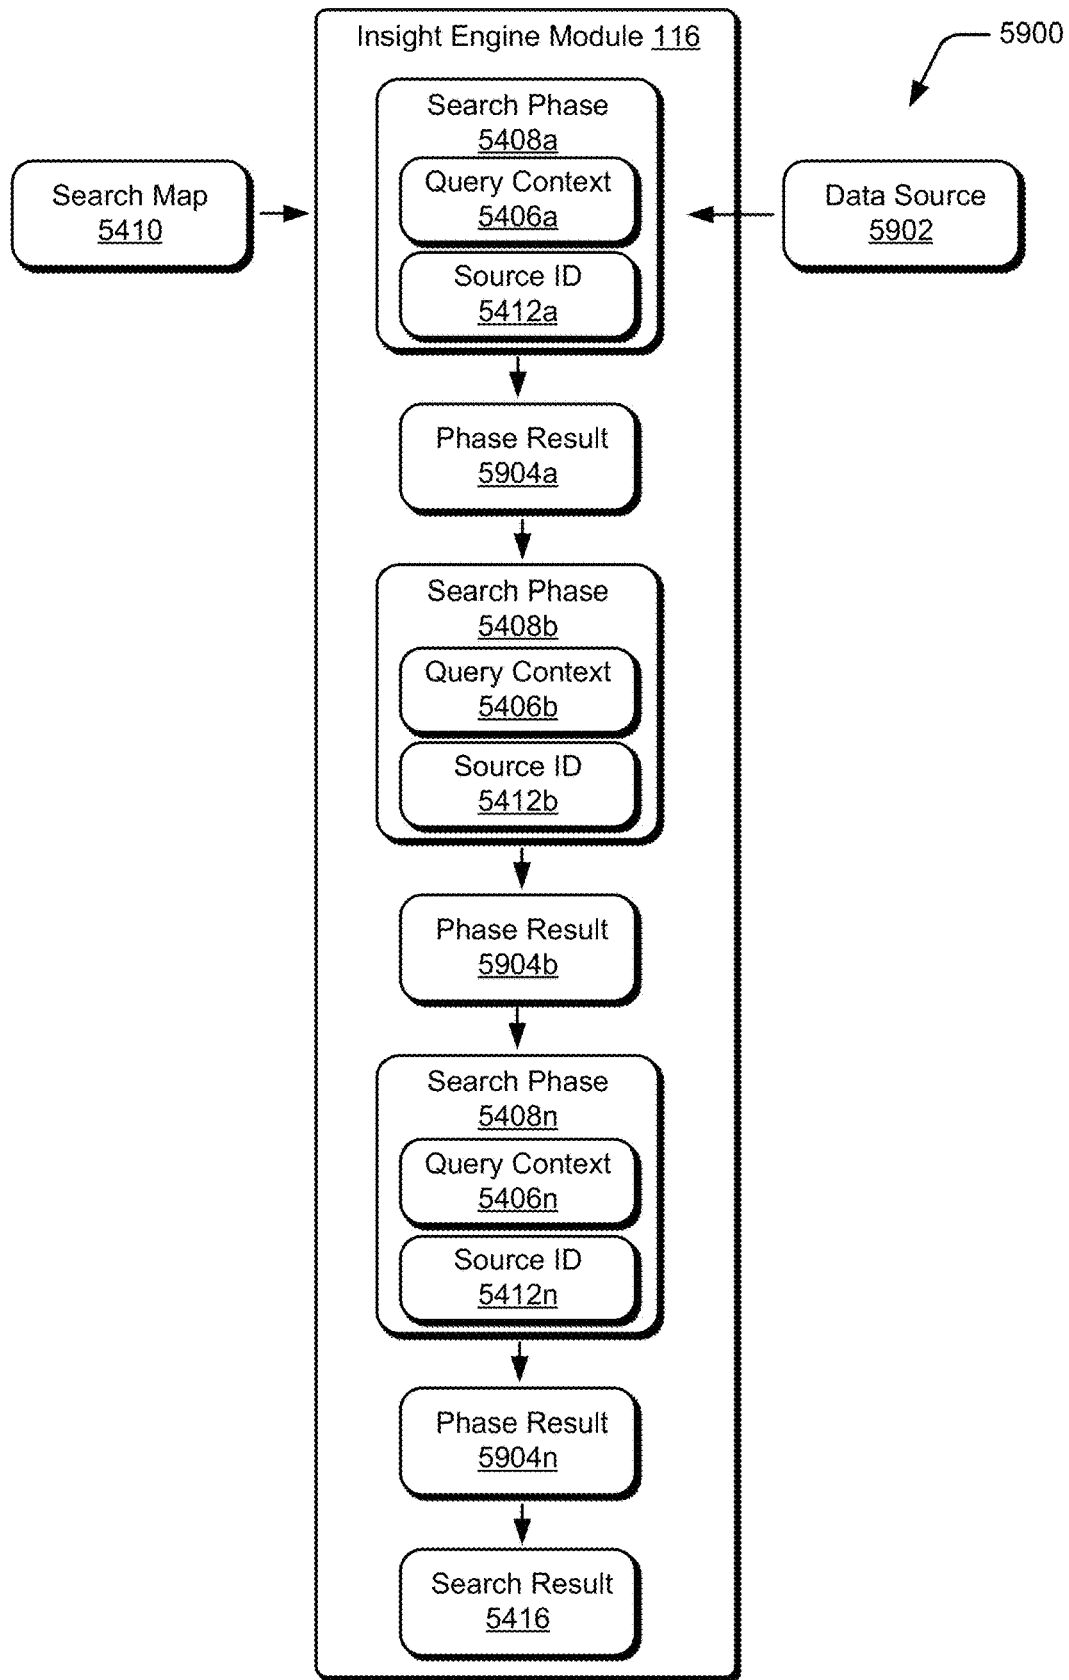 Insight Engine Module 116
5900
Search Phase
5408a
Search Map
5410
Query Context
5406a
Data Source
5902
Source ID
5412a
Phase Result
5904a
Search Phase
5408b
Query Context
5406b
Source ID
5412b
Phase Result
5904b
Search Phase
5408n
Query Context
5406n
Source ID
5412n
Phase Result
5904n
Search Result
5416